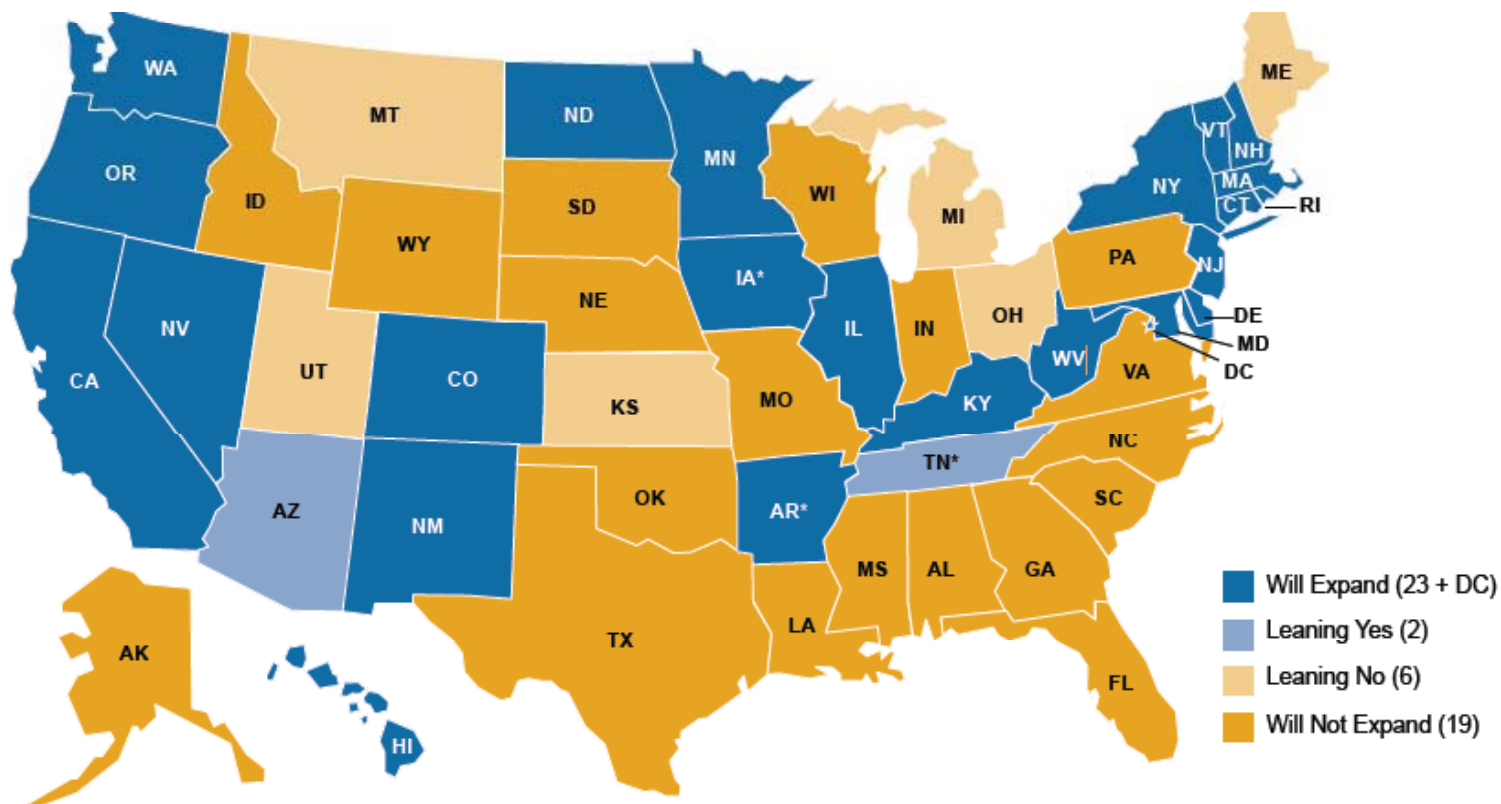 WA
MT
ND
MN
ME
VT
NH
OR
ID
SD
WI
MI
NY
MA
CT
RI
WY
IA*
PA
NJ
NE
NV
UT
CO
IL
IN
OH
WV
DE
MD
DC
VA
CA
KS
MO
KY
NC
TN*
AZ
NM
OK
AR*
SC
MS
AL
GA
TX
LA
AK
FL
HI
Will Expand (23 + DC)
Leaning Yes (2)
Leaning No (6)
Will Not Expand (19)